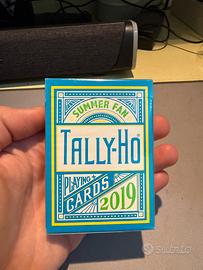 SUMMER FAN
TALLY-HO®
PLAYING
CARDS
2019
Subito.it